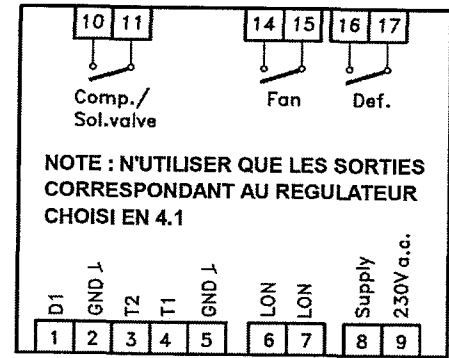 10 11 14 15 16 17
Comp./ Fan Def.
Sol.valve
NOTE : N'UTILISER QUE LES SORTIES
CORRESPONDANT AU REGULATEUR
CHOISI EN 4.1
D1 GND T2 T1 GND LON LON Supply 230V a.c.
1 2 3 4 5 6 7 8 9